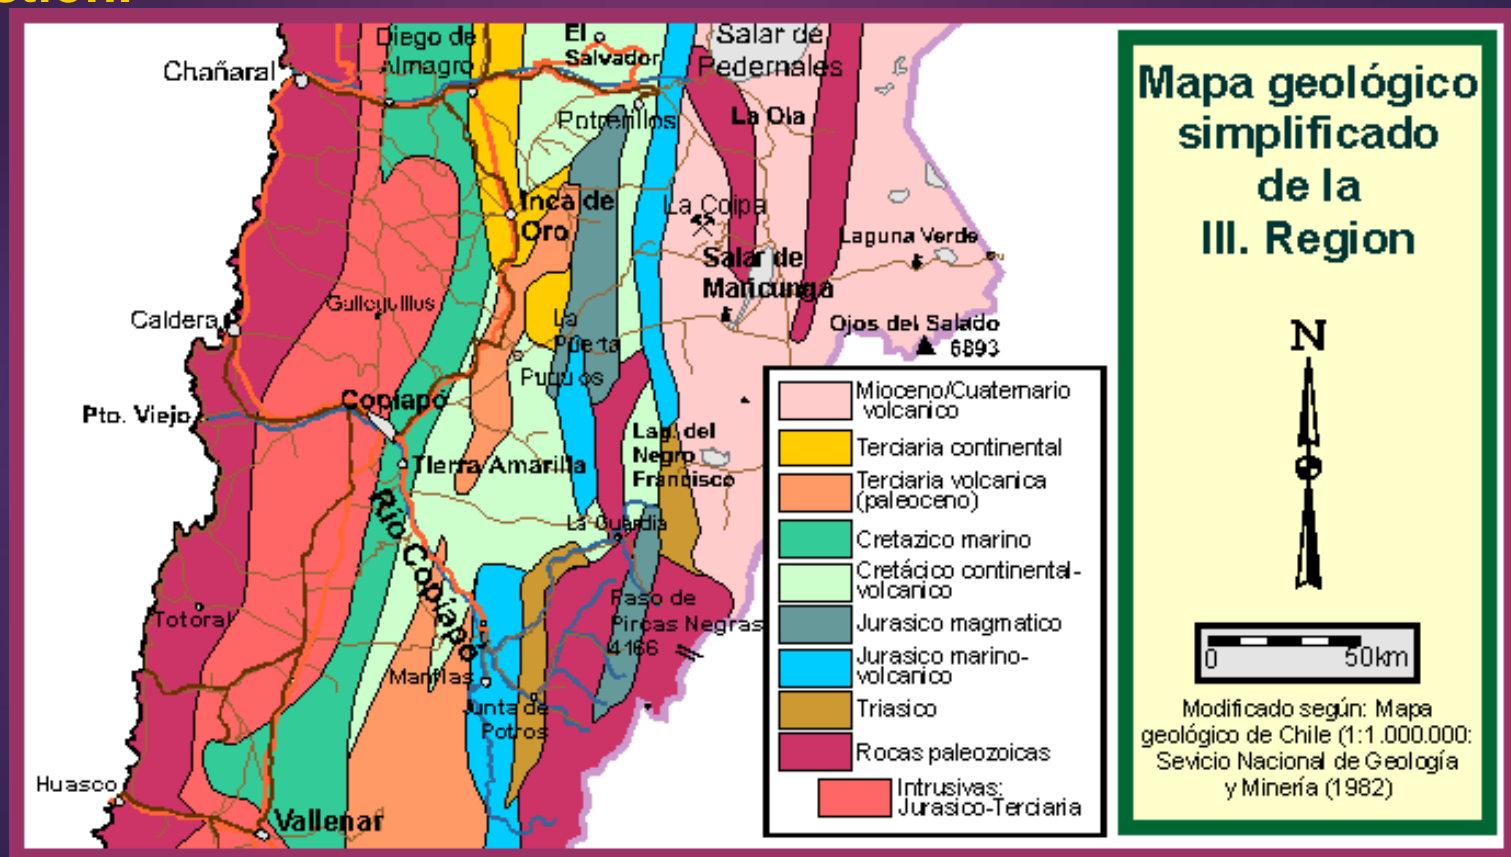 Diego de
Almagro
El
Salvador
Salar de
Pedernales
Chañaral
Potrerillos
La Ola
Inca de
Oro
La Coipa
Laguna Verde
Salar de
Maricunga
Galleguillos
Caldera
La
Puerta
Ojos del Salado
6893
Puquios
Copiapó
Pto. Viejo
Lag. del
Negro
Francisco
Tierra Amarilla
Río Copiapó
La Guardia
Totoral
Paso de
Pircas Negras
4166
Manflas
Junta de
Potros
Huasco
Vallenar
Mioceno/Cuaternario
volcanico
Terciaria continental
Terciaria volcanica
(paleoceno)
Cretazico marino
Cretácico continental-
volcanico
Jurasico magmatico
Jurasico marino-
volcanico
Triasico
Rocas paleozoicas
Intrusivas:
Jurasico-Terciaria
Mapa geológico
simplificado
de la
III. Region
N
0 50km
Modificado según: Mapa
geológico de Chile (1:1.000.000:
Sevicio Nacional de Geología
y Minería (1982)